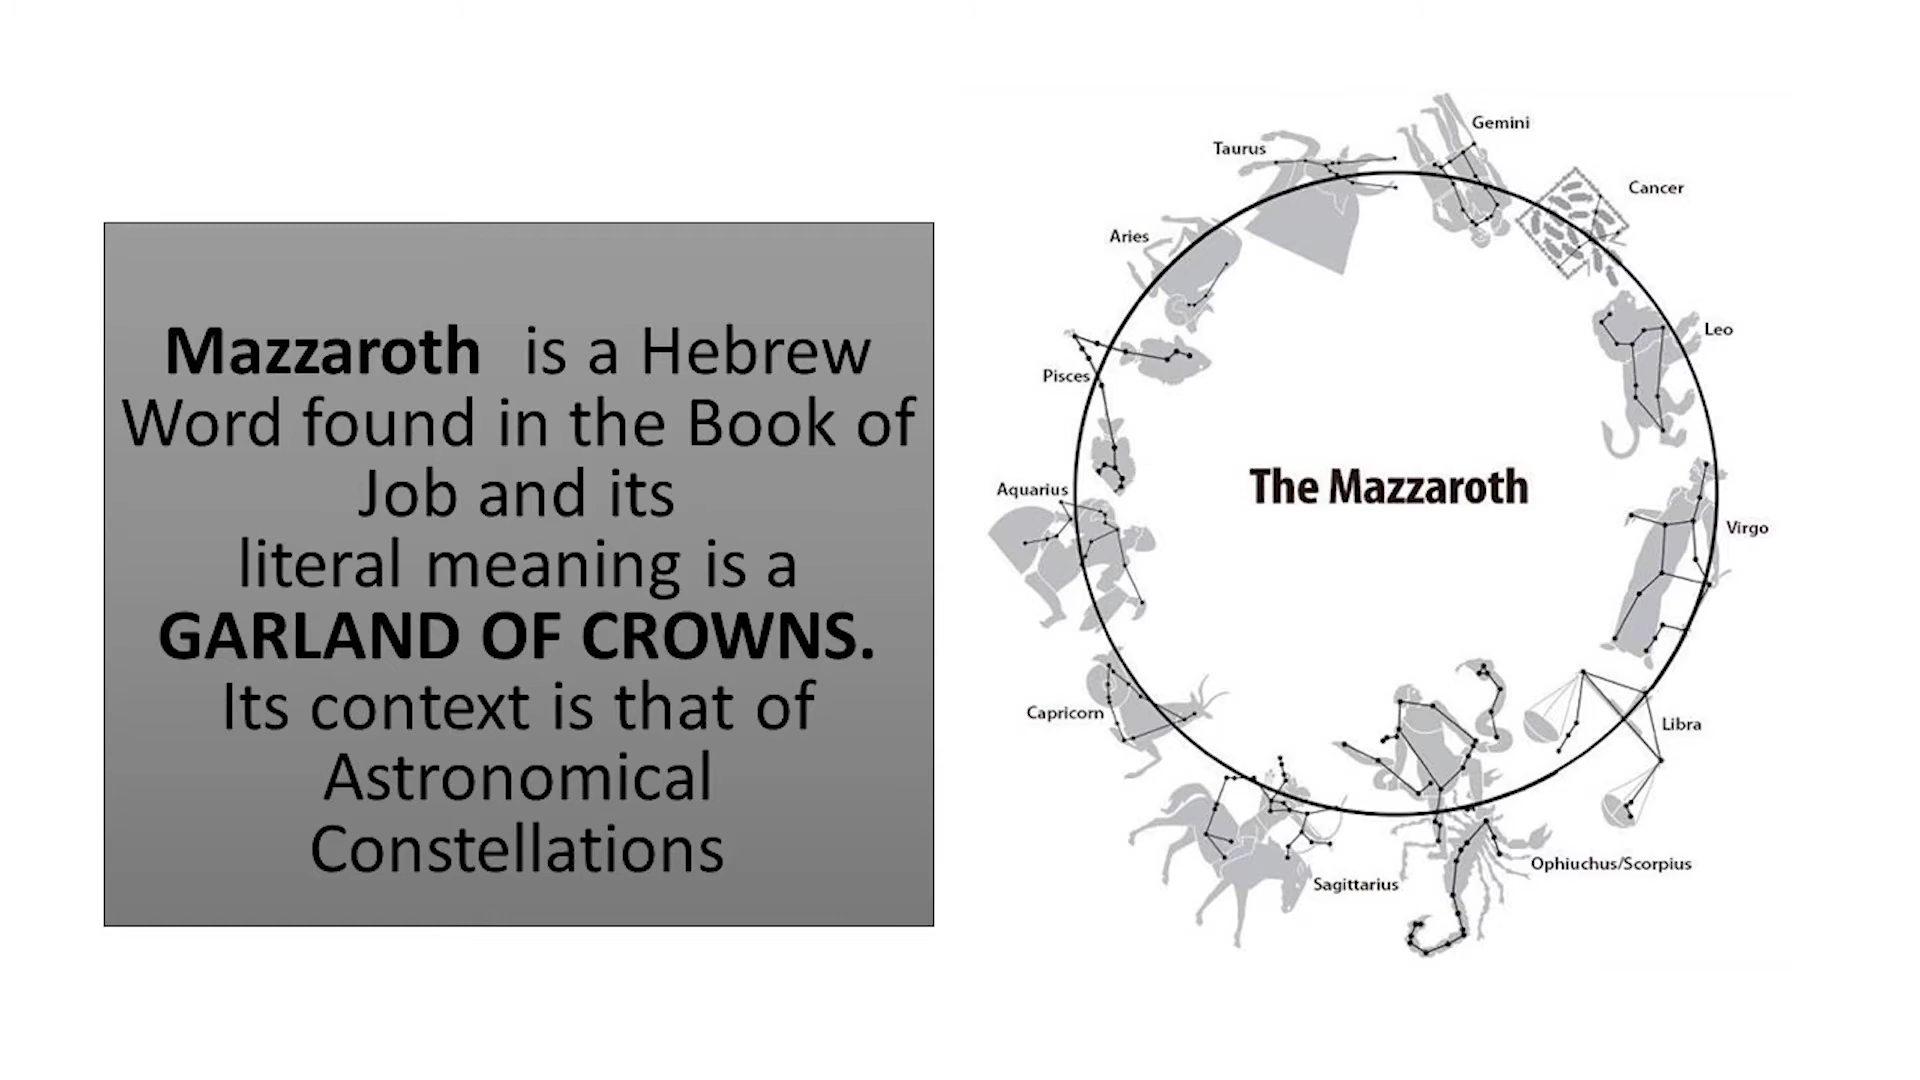 Mazzaroth is a Hebrew
Word found in the Book of
Job and its
literal meaning is a
GARLAND OF CROWNS.
Its context is that of
Astronomical
Constellations
Gemini
Taurus
Cancer
Aries
Leo
Pisces
The Mazzaroth
Aquarius
Virgo
Capricorn
Libra
Ophiuchus/Scorpius
Sagittarius